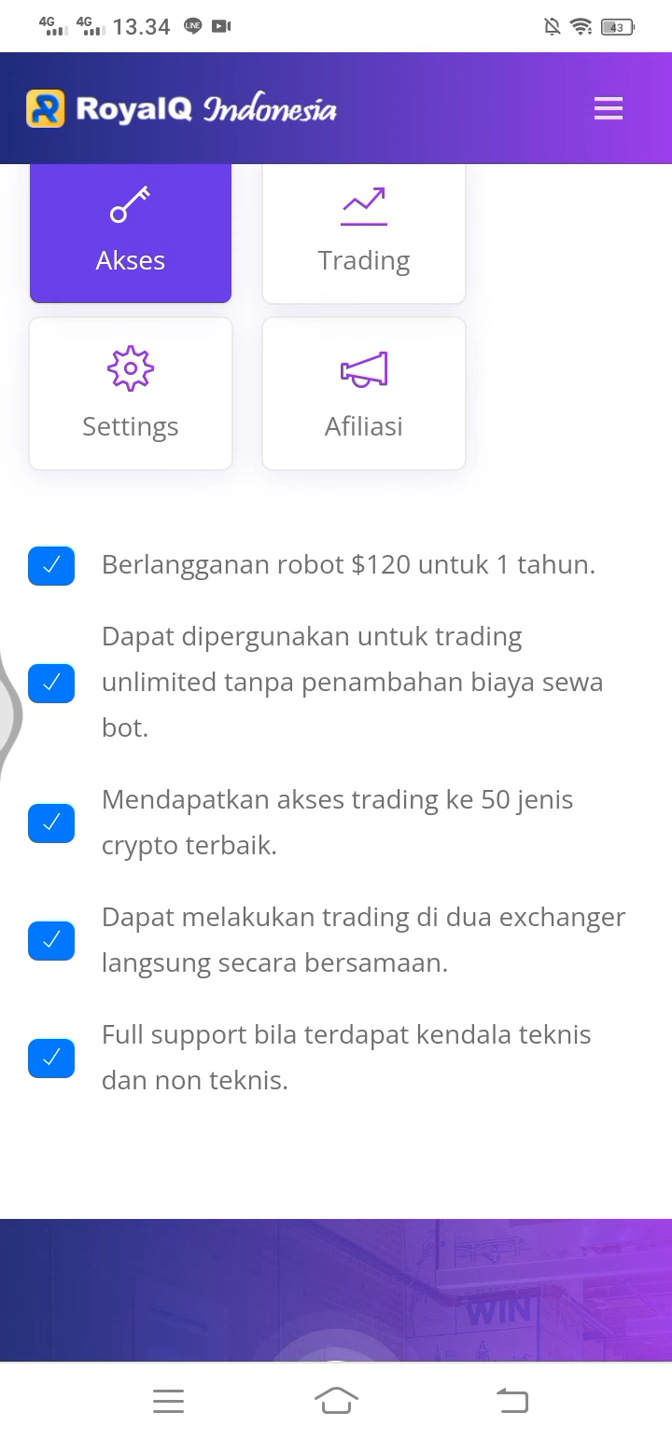 4G 4G 13.34 LINE 43
RoyalQ Indonesia
Akses
Trading
Settings
Afiliasi
Berlangganan robot $120 untuk 1 tahun.
Dapat dipergunakan untuk trading
unlimited tanpa penambahan biaya sewa
bot.
Mendapatkan akses trading ke 50 jenis
crypto terbaik.
Dapat melakukan trading di dua exchanger
langsung secara bersamaan.
Full support bila terdapat kendala teknis
dan non teknis.
WIN